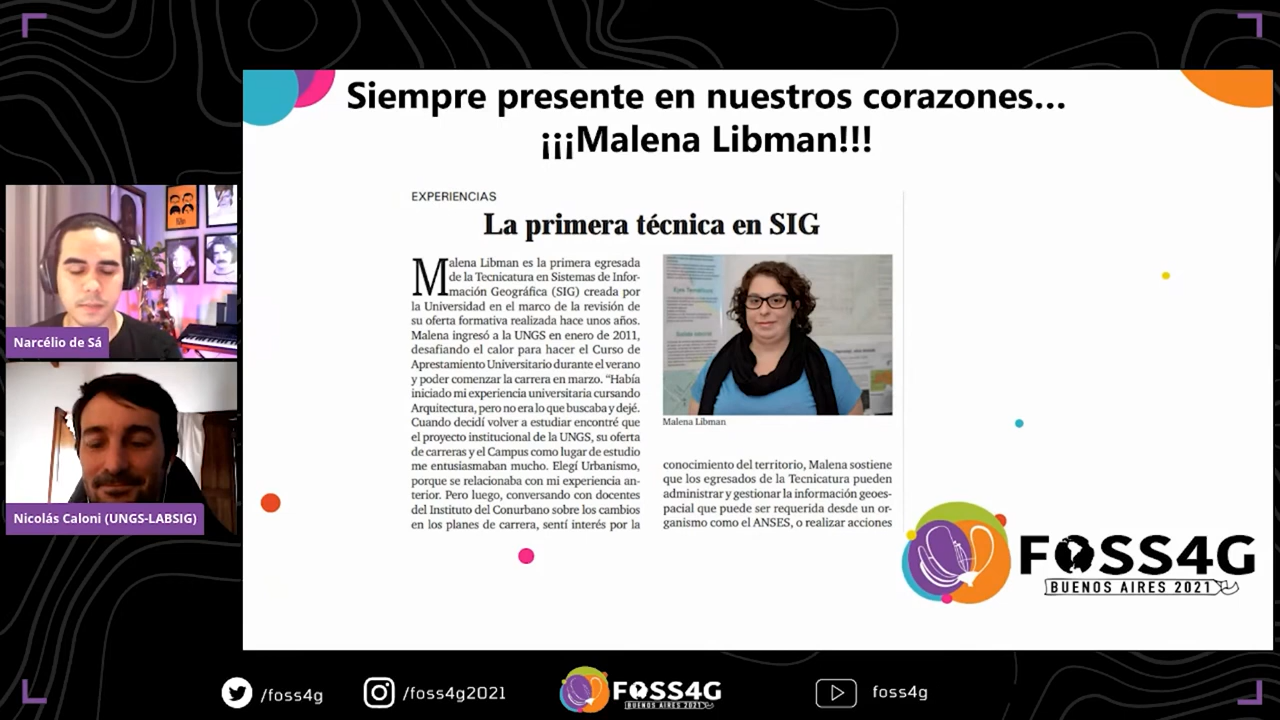 Siempre presente en nuestros corazones...
¡¡¡Malena Libman!!!
EXPERIENCIAS
La primera técnica en SIG
Malena Libman es la primera egresada
de la Tecnicatura en Sistemas de Infor-
mación Geográfica (SIG) creada por
la Universidad en el marco de la revisión de
su oferta formativa realizada hace unos años.
Malena ingresó a la UNGS en enero de 2011,
desafiando el calor para hacer el Curso de
Aprestamiento Universitario durante el verano
y poder comenzar la carrera en marzo. “Había
iniciado mi experiencia universitaria cursando
Arquitectura, pero no era lo que buscaba y dejé.
Cuando decidí volver a estudiar encontré que
el proyecto institucional de la UNGS, su oferta
de carreras y el Campus como lugar de estudio
me entusiasmaban mucho. Elegí Urbanismo,
porque se relacionaba con mi experiencia an-
terior. Pero luego, conversando con docentes
del Instituto del Conurbano sobre los cambios
en los planes de carrera, sentí interés por la
Malena Libman
conocimiento del territorio, Malena sostiene
que los egresados de la Tecnicatura pueden
administrar y gestionar la información geoes-
pacial que puede ser requerida desde un or-
ganismo como el ANSES, o realizar acciones
Narcélio de Sá
Nicolás Caloni (UNGS-LABSIG)
FOSS4G
BUENOS AIRES 2021
/foss4g
/foss4g2021
FOSS4G
BUENOS AIRES 2021
foss4g